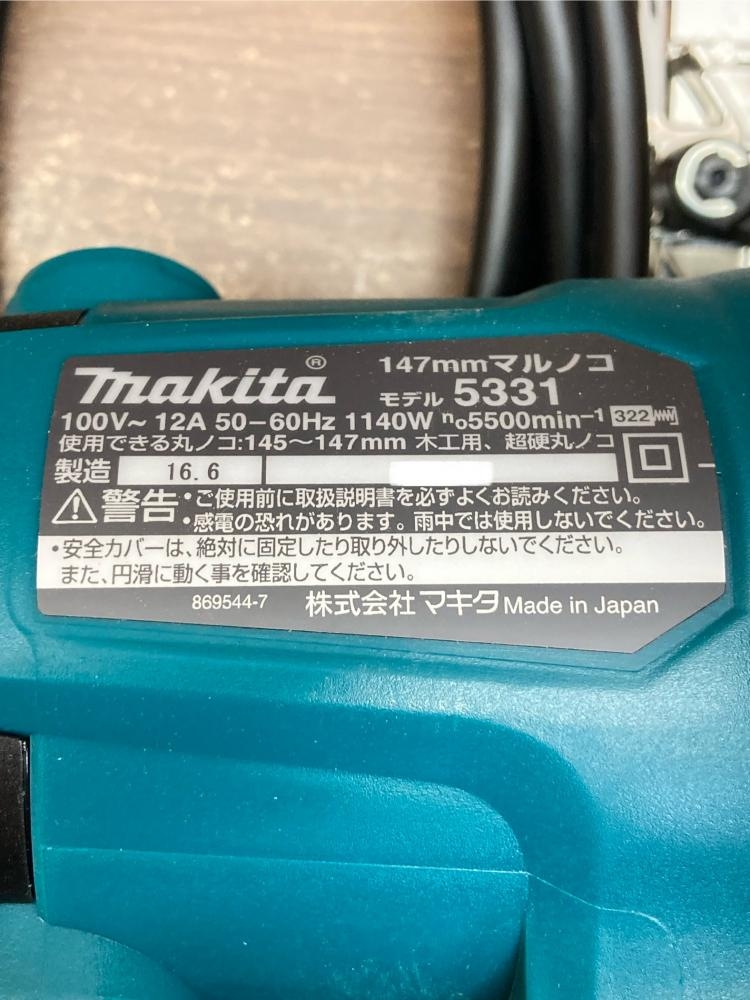 makita®
147mmマルノコ
モデル 5331
100V~ 12A 50-60Hz 1140W n₀5500min⁻¹ 322
使用できる丸ノコ:145~147mm 木工用、超硬丸ノコ
製造 16.6
警告 •ご使用前に取扱説明書を必ずよくお読みください。
•感電の恐れがあります。雨中では使用しないでください。
•安全カバーは、絶対に固定したり取り外したりしないでください。
また、円滑に動く事を確認してください。
869544-7 株式会社マキタ Made in Japan